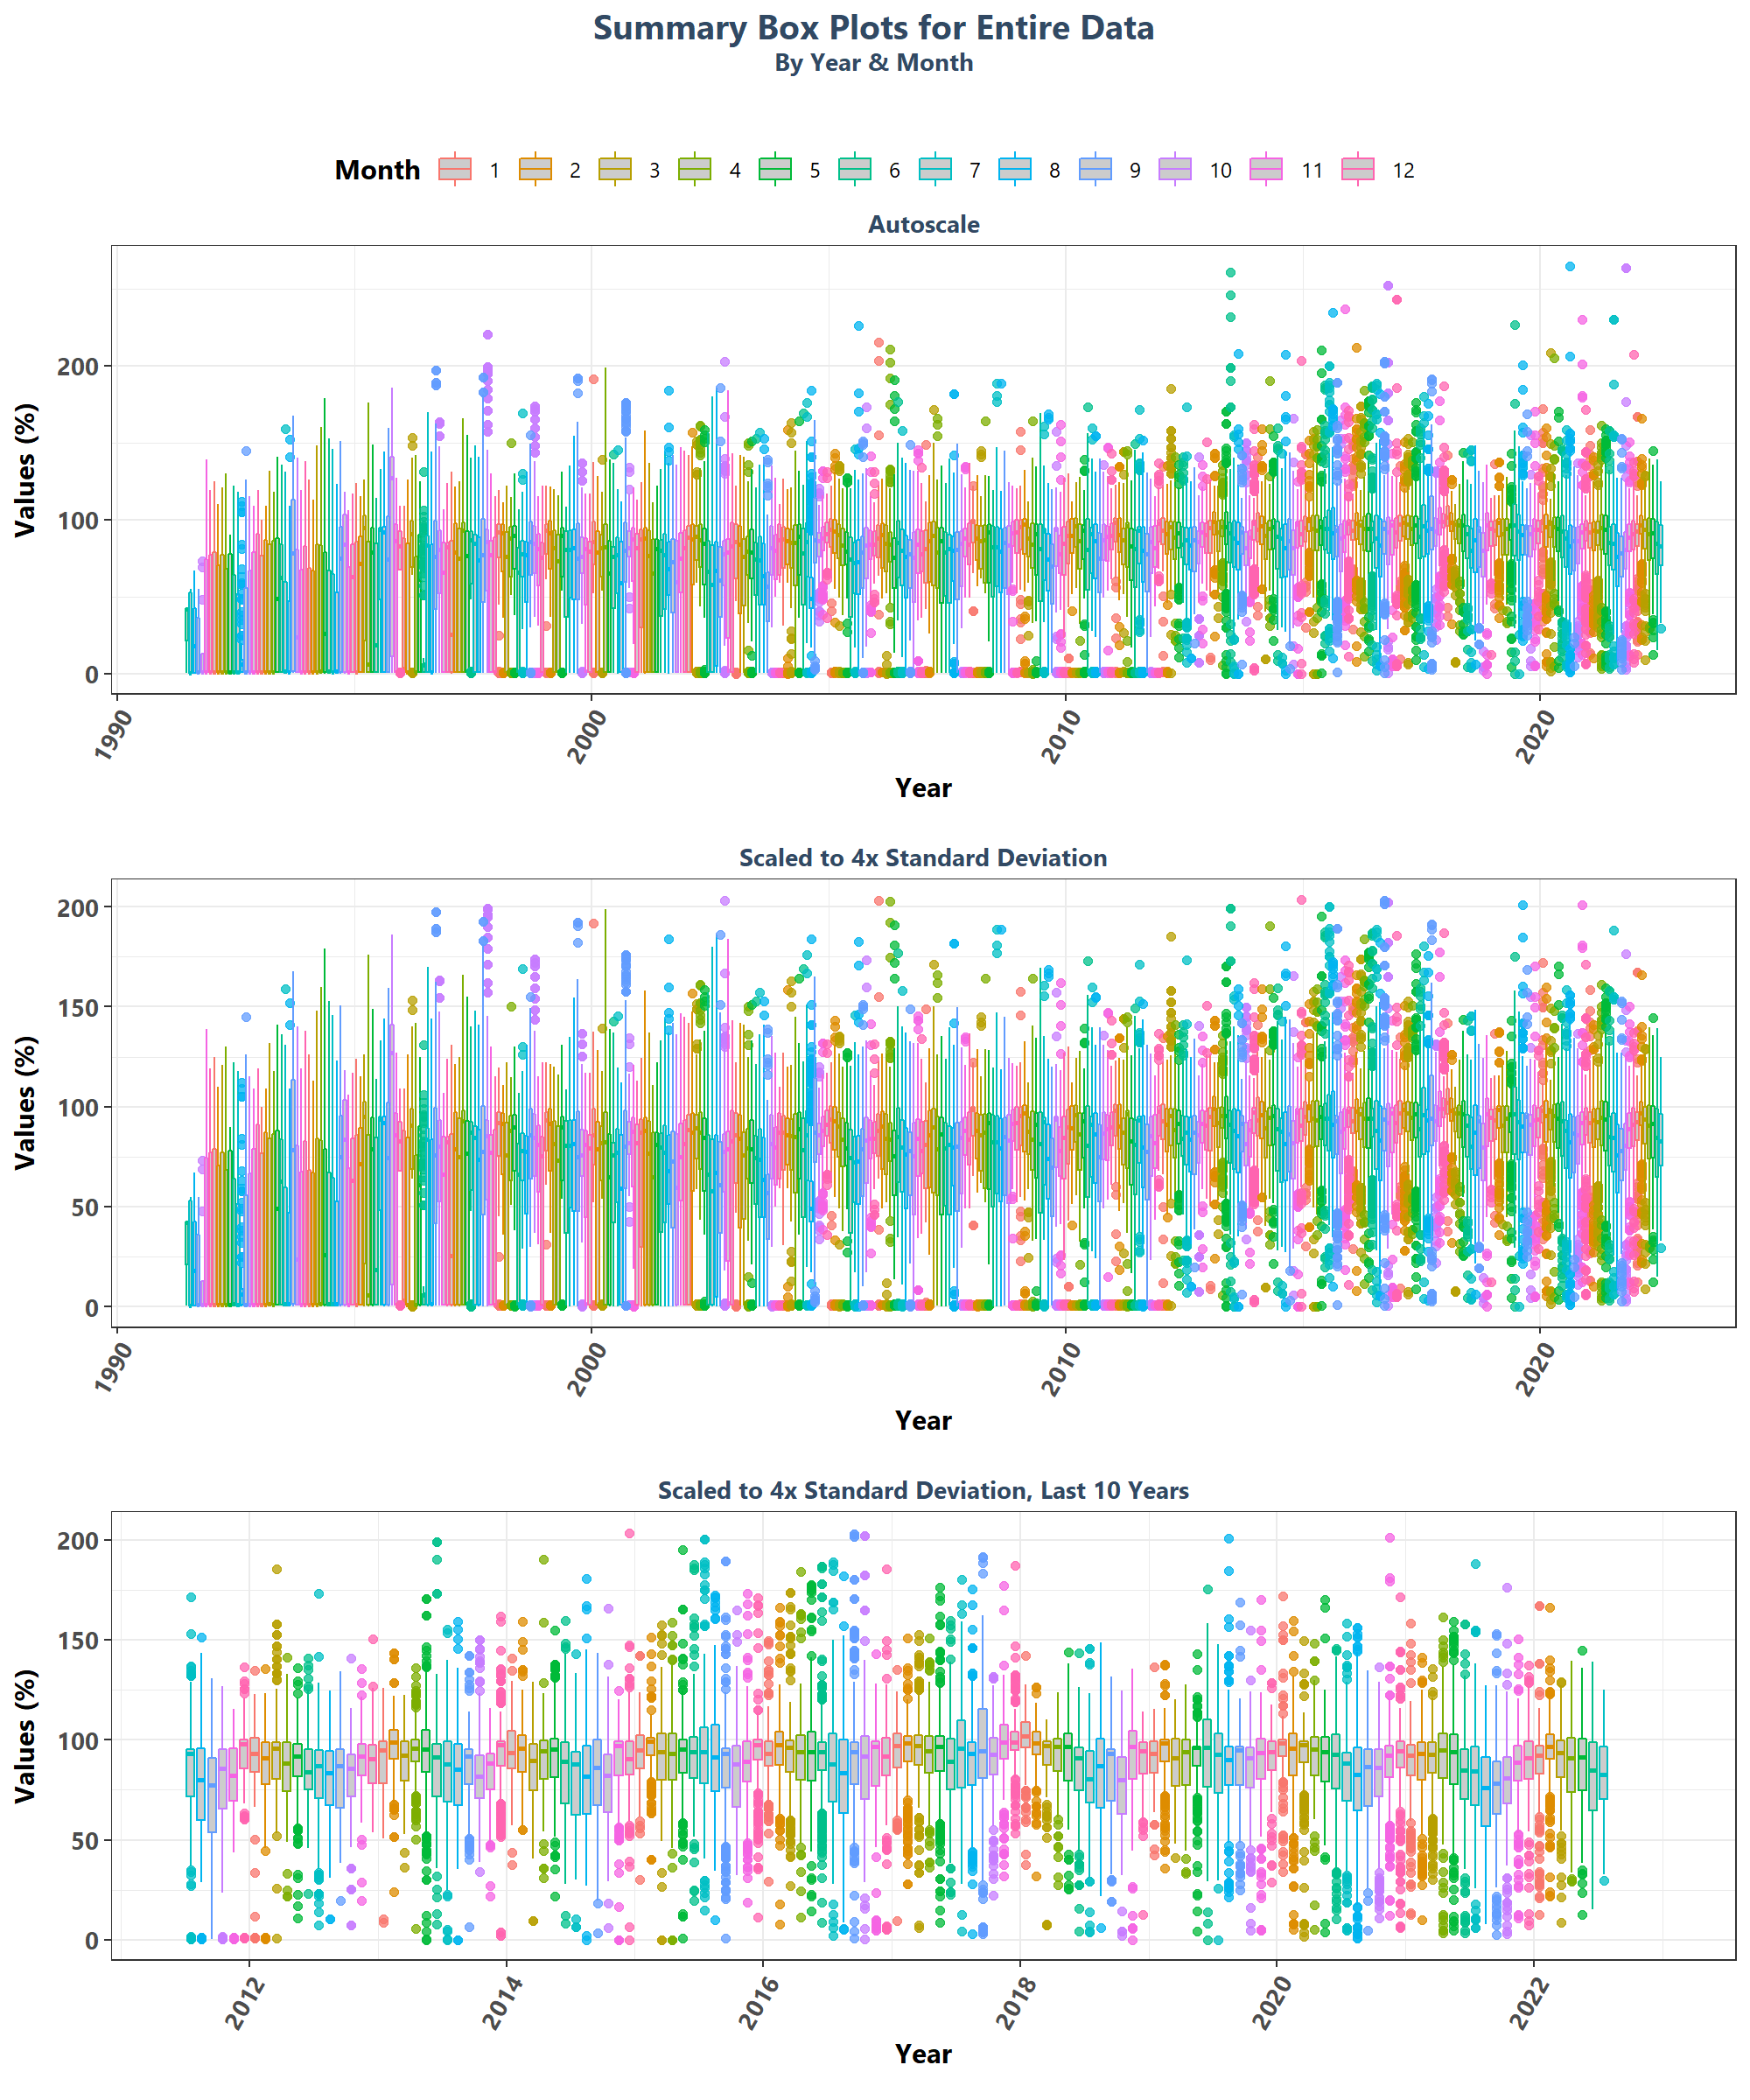 Summary Box Plots for Entire Data
By Year & Month
Month 1 2 3 4 5 6 7 8 9 10 11 12
Autoscale
Values (%)
200
100
0
1990 2000 2010 2020
Year
Scaled to 4x Standard Deviation
Values (%)
200
150
100
50
0
1990 2000 2010 2020
Year
Scaled to 4x Standard Deviation, Last 10 Years
Values (%)
200
150
100
50
0
2012 2014 2016 2018 2020 2022
Year